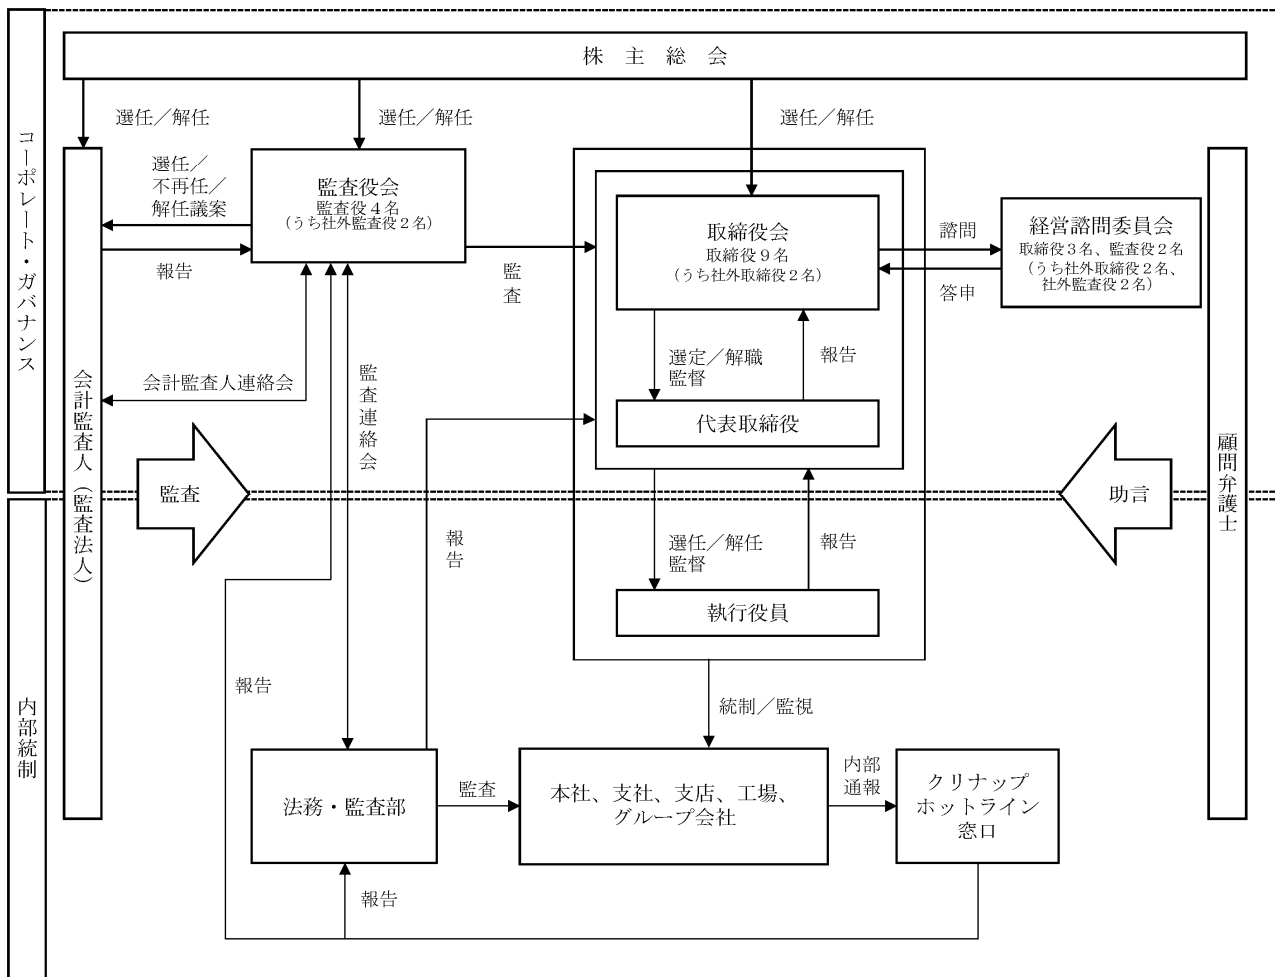 株主総会
選任／解任
選任／解任
選任／解任
コーポレート・ガバナンス
選任／
不再任／
解任議案
報告
監査役会
監査役４名
（うち社外監査役２名）
監査
取締役会
取締役９名
（うち社外取締役２名）
諮問
答申
経営諮問委員会
取締役３名、監査役２名
（うち社外取締役２名、
社外監査役２名）
会計監査人連絡会
監査連絡会
選定／解職
監督
報告
代表取締役
会計監査人（監査法人）
監査
助言
顧問弁護士
報告
選任／解任
監督
報告
執行役員
内部統制
報告
統制／監視
法務・監査部
監査
本社、支社、支店、工場、
グループ会社
内部
通報
クリナップ
ホットライン
窓口
報告